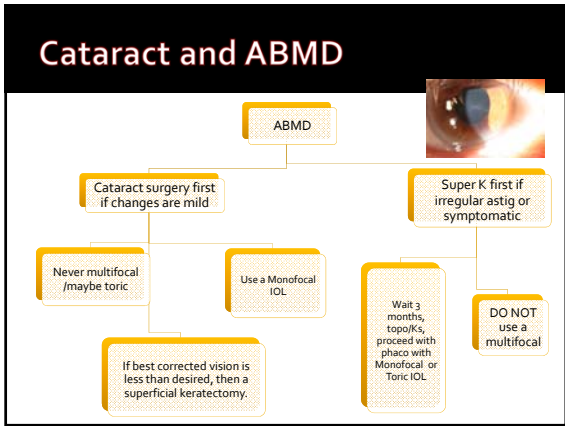 Cataract and ABMD
ABMD
Cataract surgery first
if changes are mild
Super K first if
irregular astig or
symptomatic
Never multifocal
/maybe toric
Use a Monofocal
IOL
Wait 3
months,
topo/Ks,
proceed with
phaco with
Monofocal or
Toric IOL
DO NOT
use a
multifocal
If best corrected vision is
less than desired, then a
superficial keratectomy.